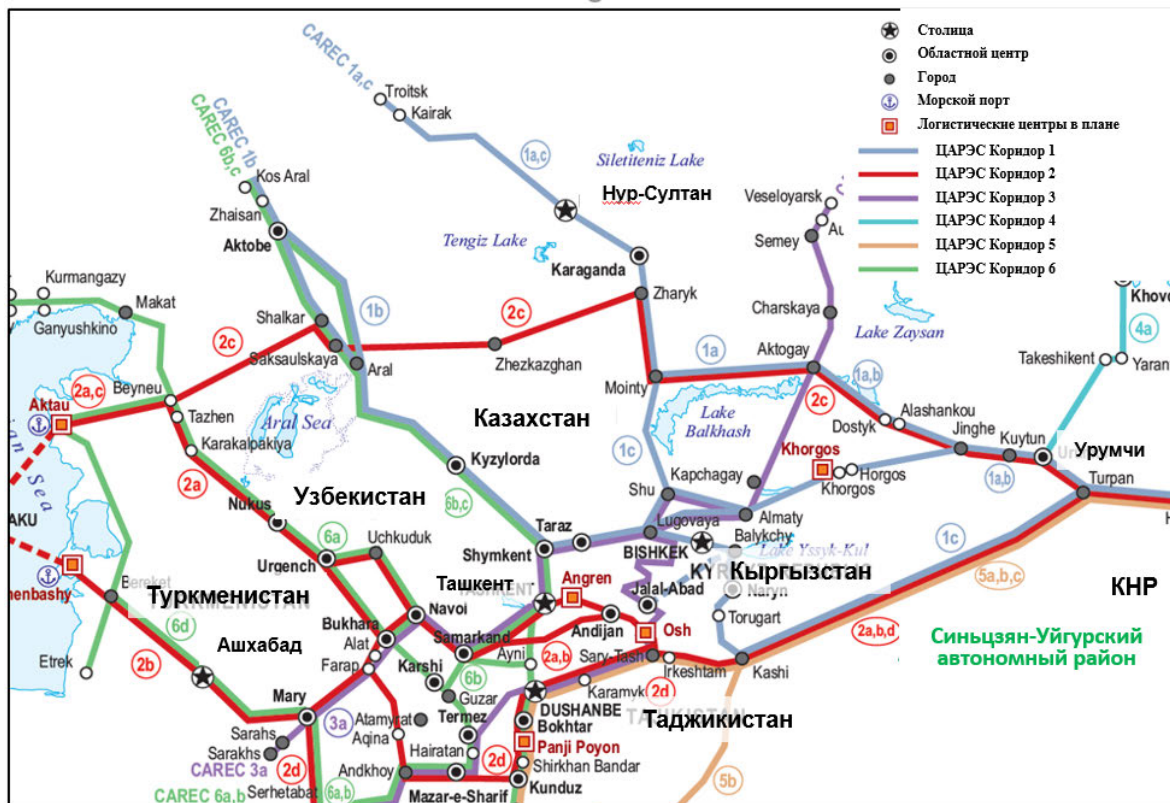 Столица
Областной центр
Город
Морской порт
Логистические центры в плане
ЦАРЭС Коридор 1
ЦАРЭС Коридор 2
ЦАРЭС Коридор 3
ЦАРЭС Коридор 4
ЦАРЭС Коридор 5
ЦАРЭС Коридор 6
CAREC 1a,c
Troitsk
Kairak
1a,c
Siletiteniz Lake
Нур-Султан
CAREC 1b
CAREC 6b,c
Kos Aral
Zhaisan
Aktobe
Tengiz Lake
Karaganda
Veseloyarsk
Semey
Zharyk
Charskaya
Lake Zaysan
4a
Takeshikent
Yaran
Kurmangazy
Makat
Ganyushkino
Shalkar
1b
2c
2c
Saksaulskaya
Aral
Zhezkazghan
1a
Aktogay
Mointy
1a,b
2c
Beyneu
2a,c
Aktau
Tazhen
Karakalpakiya
Aral Sea
Казахстан
Lake
Balkhash
Alashankou
Dostyk
Jinghe
Kuytun
Урумчи
Turpan
Khorgos
Horgos
Khorgos
1a,b
Kapchagay
1c
Kyzylorda
6b,c
2a
Узбекистан
Nukus
6a
Uchkuduk
Urgench
Shu
Lugovaya
Almaty
Balykchy
Taraz
Shymkent
BISHKEK
Lake Yssyk-Kul
Кыргызстан
1c
5a,b,c
КНР
Sea
AKU
enbashy
Bereket
Туркменистан
6d
Ашхабад
2b
Etrek
Ташкент
TASHKENT
Angren
Jalal-Abad
Naryn
Torugart
Navoi
Bukhara
Alat
Farap
Samarkand
Karshi
6b
Guzar
Ayni
Andijan
Osh
2a,b
Sary-Tash
Irkeshtam
Kashi
2a,b,d
Синьцзян-Уйгурский
автономный район
Karamyk
2d
DUSHANBE
Bokhtar
Таджикистан
Mary
3a
Atamyrat
Aqina
Termez
Hairatan
Panji Poyon
Shirkhan Bandar
Sarahs
Sarakhs
CAREC 3a
2d
Serhetabat
CAREC 6a,b
6a,b
Andkhoy
2d
Mazar-e-Sharif
Kunduz
5b